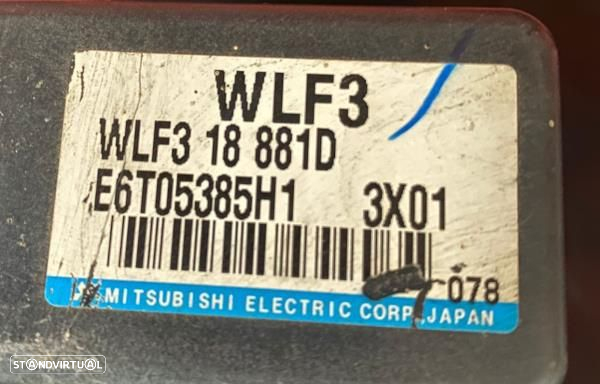 WLF3
WLF3 18 881D
E6T05385H1 3X01
078
MITSUBISHI ELECTRIC CORP. JAPAN
STANDVIRTUAL